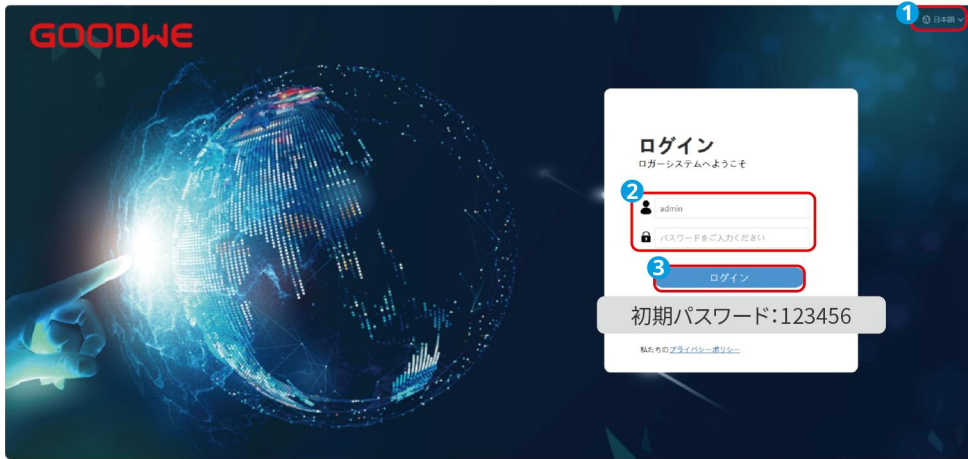 GOODWE
1
日本語
ログイン
ロガーシステムへようこそ
2
admin
パスワードをご入力ください
3
ログイン
初期パスワード：123456
私たちのプライバシーポリシー